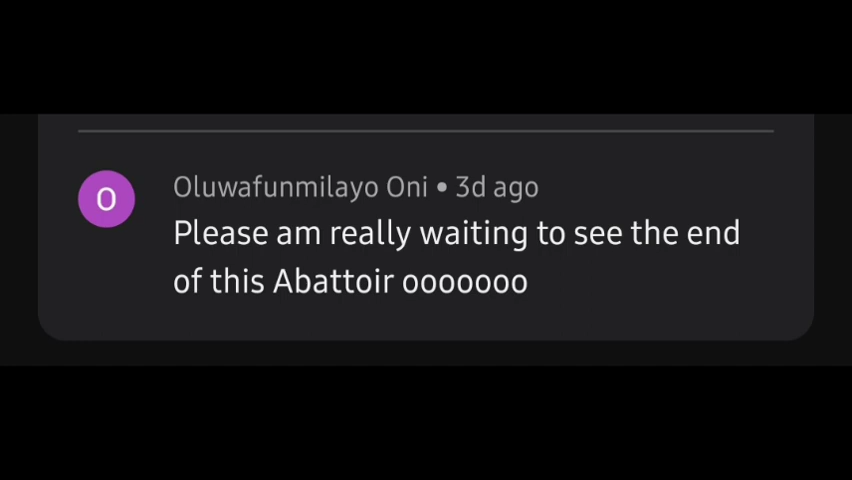 O
Oluwafunmilayo Oni • 3d ago
Please am really waiting to see the end
of this Abattoir ooooooo